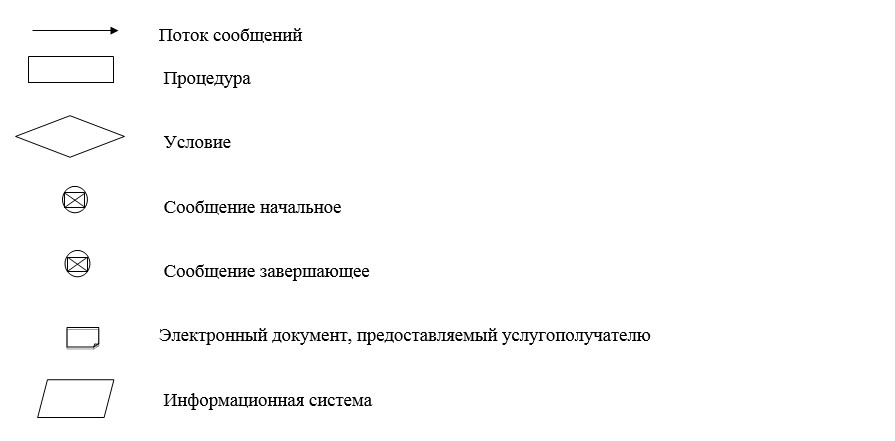 Поток сообщений
Процедура
Условие
Сообщение начальное
Сообщение завершающее
Электронный документ, предоставляемый услугополучателю
Информационная система